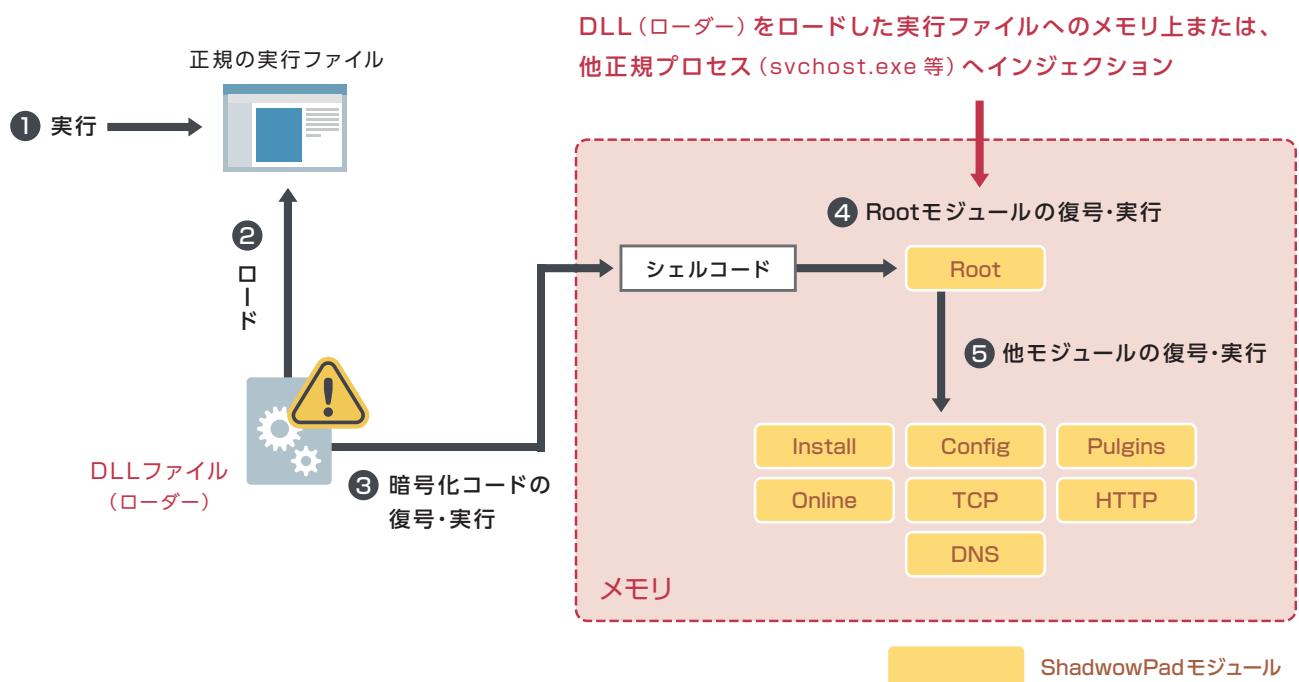 DLL（ローダー）をロードした実行ファイルへのメモリ上または、
他正規プロセス（svchost.exe 等）へインジェクション
正規の実行ファイル
❶ 実行
❷ ロード
DLLファイル
（ローダー）
❸ 暗号化コードの
復号・実行
シェルコード
❹ Rootモジュールの復号・実行
Root
❺ 他モジュールの復号・実行
Install Config Pulgins
Online TCP HTTP
DNS
メモリ
ShadwowPadモジュール